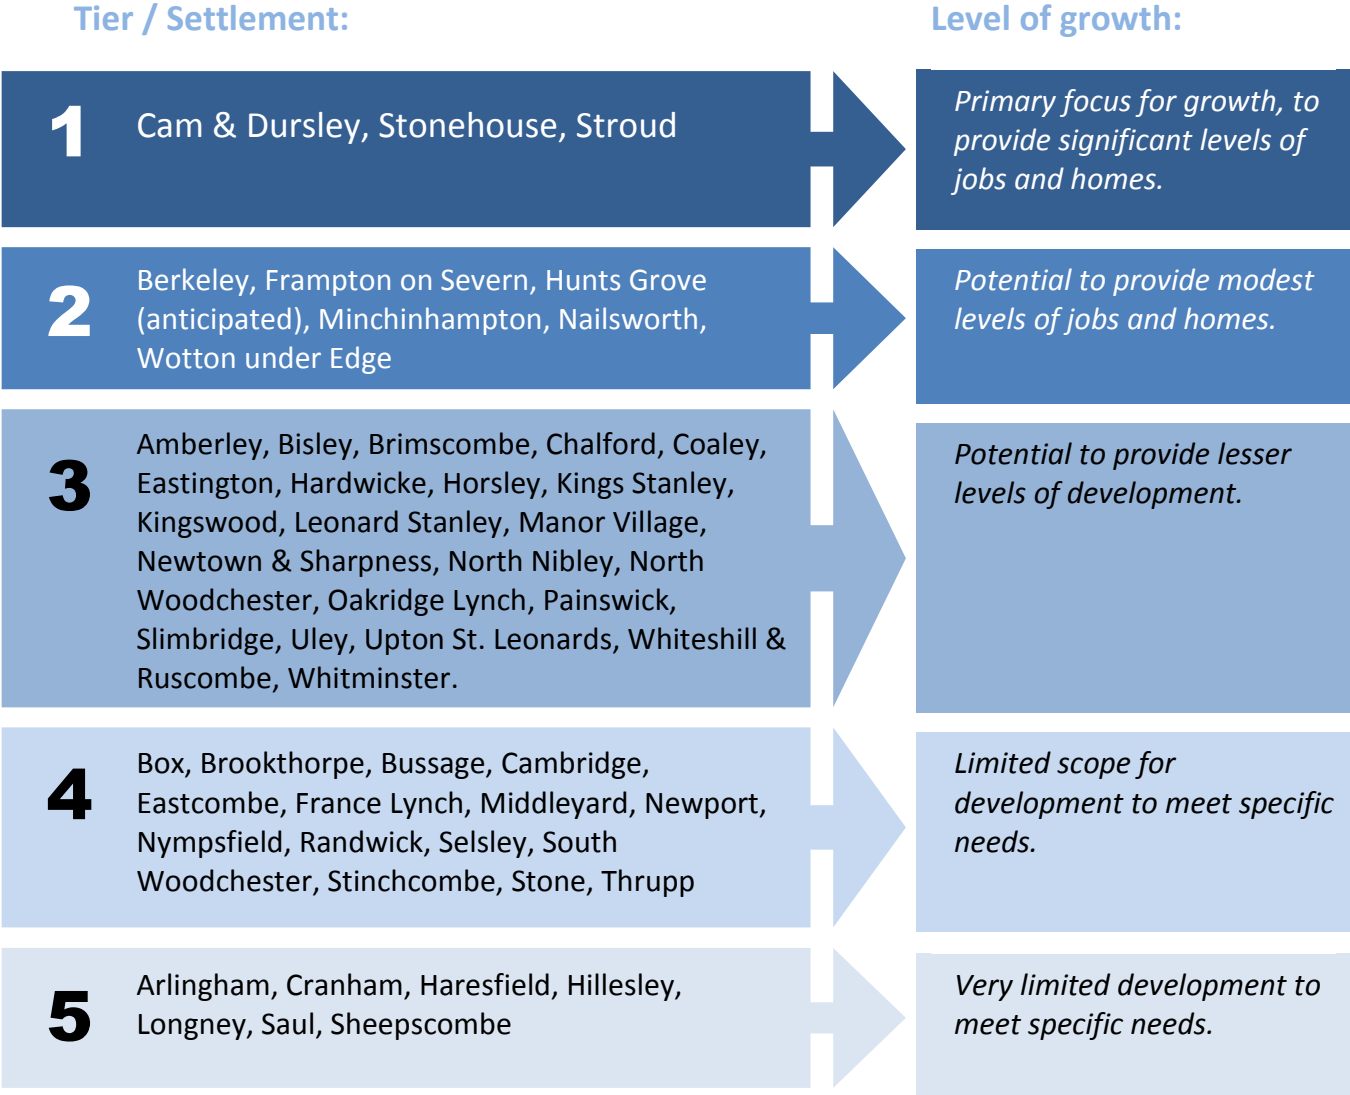 Tier / Settlement:
Level of growth:
1
Cam & Dursley, Stonehouse, Stroud
Primary focus for growth, to
provide significant levels of
jobs and homes.
2
Berkeley, Frampton on Severn, Hunts Grove
(anticipated), Minchinhampton, Nailsworth,
Wotton under Edge
Potential to provide modest
levels of jobs and homes.
3
Amberley, Bisley, Brimscombe, Chalford, Coaley,
Eastington, Hardwicke, Horsley, Kings Stanley,
Kingswood, Leonard Stanley, Manor Village,
Newtown & Sharpness, North Nibley, North
Woodchester, Oakridge Lynch, Painswick,
Slimbridge, Uley, Upton St. Leonards, Whiteshill &
Ruscombe, Whitminster.
Potential to provide lesser
levels of development.
4
Box, Brookthorpe, Bussage, Cambridge,
Eastcombe, France Lynch, Middleyard, Newport,
Nympsfield, Randwick, Selsley, South
Woodchester, Stinchcombe, Stone, Thrupp
Limited scope for
development to meet specific
needs.
5
Arlingham, Cranham, Haresfield, Hillesley,
Longney, Saul, Sheepscombe
Very limited development to
meet specific needs.